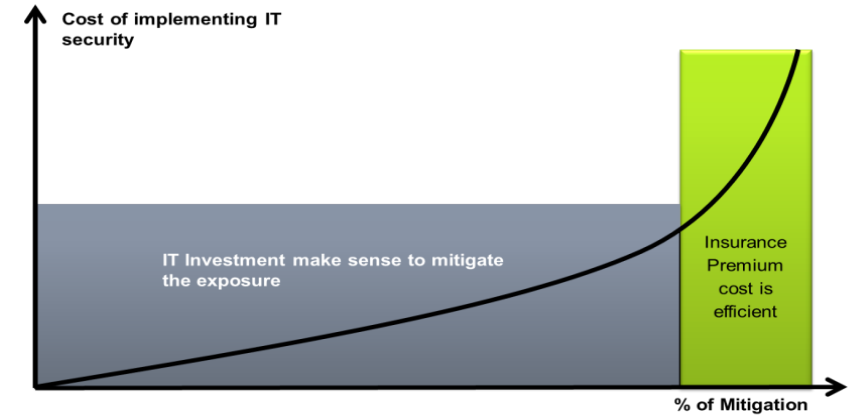 Cost of implementing IT
security
IT Investment make sense to mitigate
the exposure
Insurance
Premium
cost is
efficient
% of Mitigation